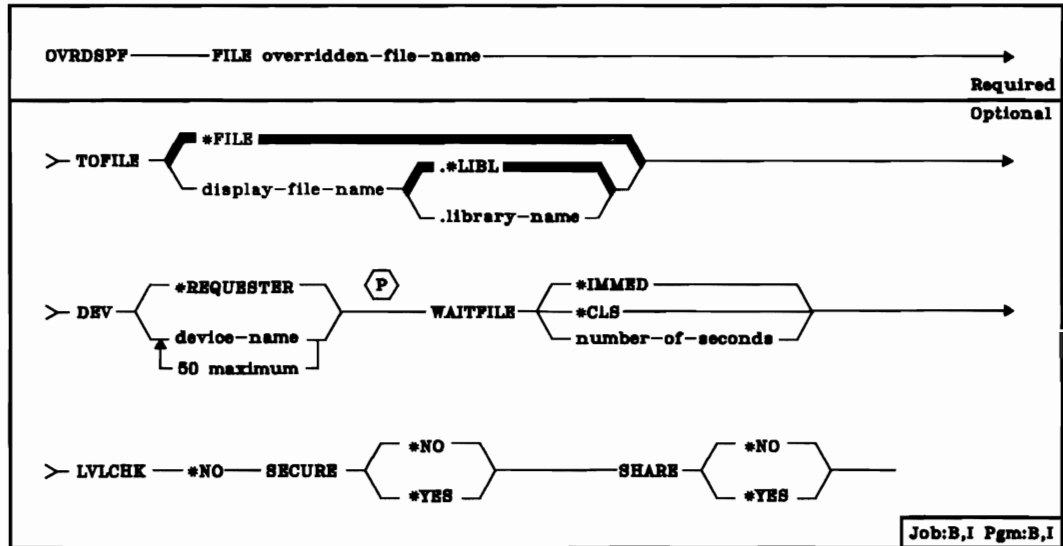 OVRDSPF FILE overridden-file-name
Required
Optional
*FILE
.*LIBL
TOFILE
display-file-name
.library-name
P
*REQUESTER
*IMMED
DEV
WAITFILE
*CLS
device-name
number-of-seconds
50 maximum
*NO
*NO
LVLCHK *NO SECURE
SHARE
*YES
*YES
Job:B,I Pgm:B,I